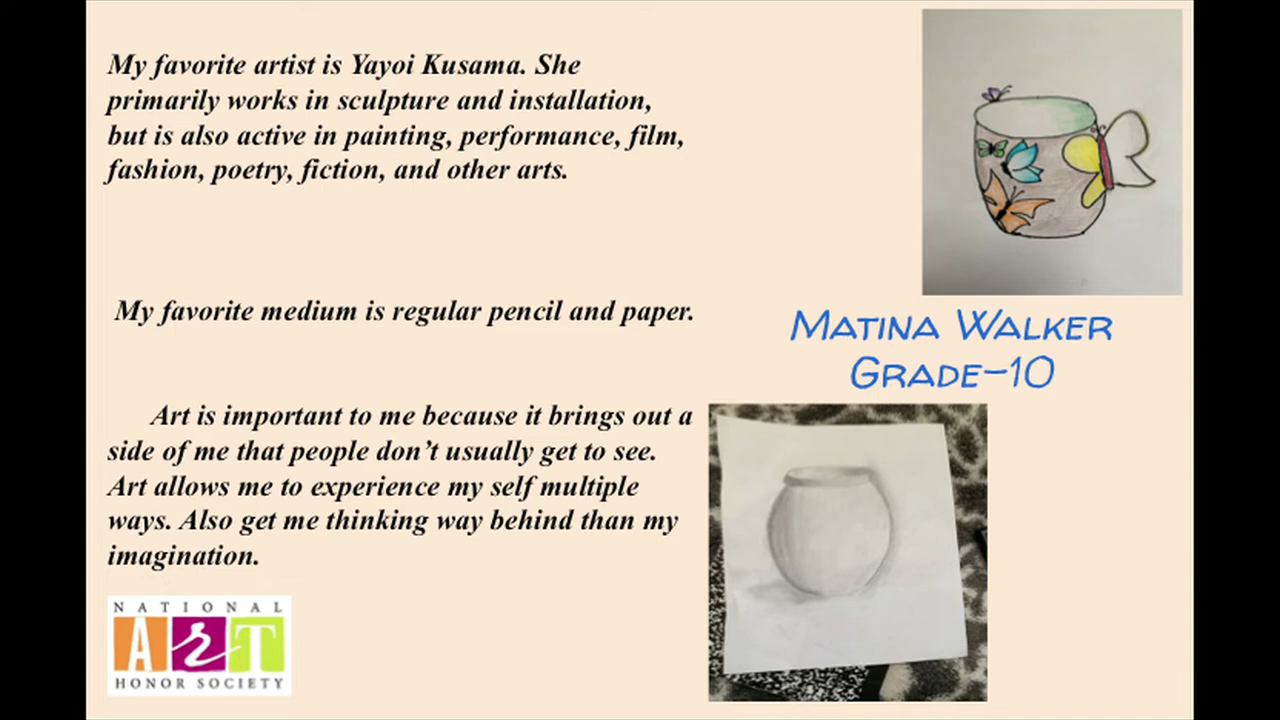 My favorite artist is Yayoi Kusama. She
primarily works in sculpture and installation,
but is also active in painting, performance, film,
fashion, poetry, fiction, and other arts.
My favorite medium is regular pencil and paper.
Art is important to me because it brings out a
side of me that people don’t usually get to see.
Art allows me to experience my self multiple
ways. Also get me thinking way behind than my
imagination.
Matina Walker
Grade-10
NATIONAL
ART
HONOR SOCIETY